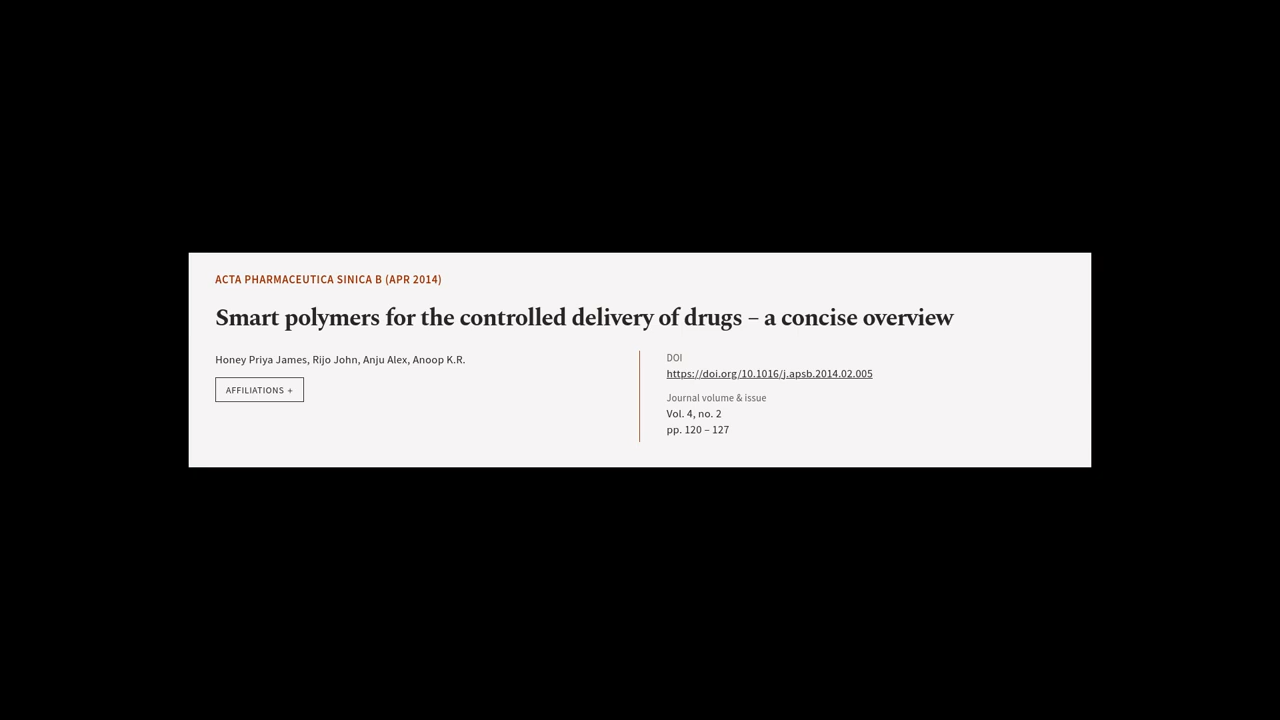 ACTA PHARMACEUTICA SINICA B (APR 2014)
Smart polymers for the controlled delivery of drugs – a concise overview
Honey Priya James, Rijo John, Anju Alex, Anoop K.R.
AFFILIATIONS +
DOI
https://doi.org/10.1016/j.apsb.2014.02.005
Journal volume & issue
Vol. 4, no. 2
pp. 120 – 127